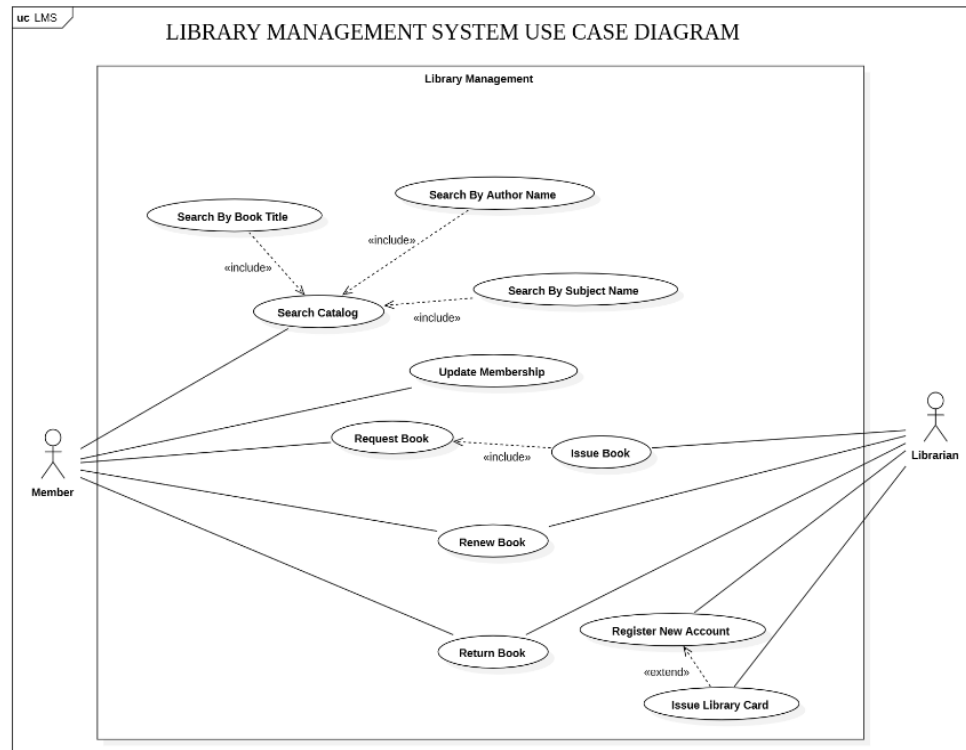 uc LMS
LIBRARY MANAGEMENT SYSTEM USE CASE DIAGRAM
Library Management
Search By Author Name
Search By Book Title
«include»
«include»
Search By Subject Name
Search Catalog
«include»
Update Membership
Request Book
«include»
Issue Book
Member
Librarian
Renew Book
Register New Account
Return Book
«extend»
Issue Library Card